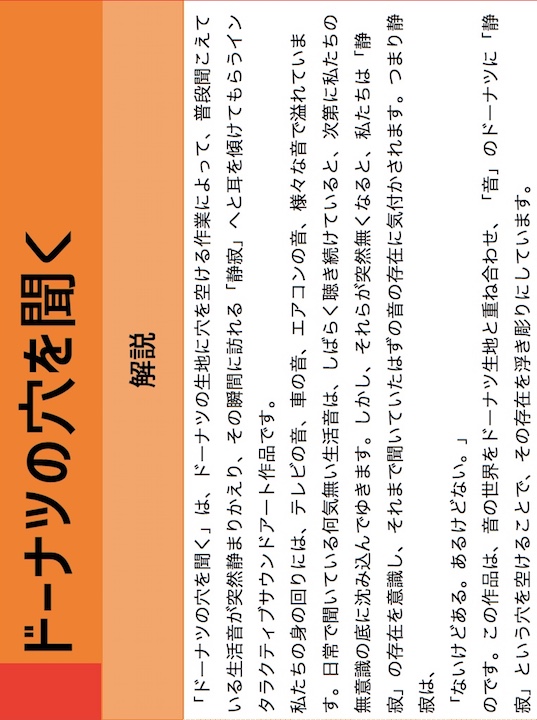 ドーナツの穴を聞く
解説
「ドーナツの穴を聞く」は、ドーナツの生地に穴を空ける作業によって、普段聞こえて
いる生活音が突然静まりかえり、その瞬間に訪れる「静寂」へと耳を傾けてもらうイン
タラクティブサウンドアート作品です。
私たちの身の回りには、テレビの音、車の音、エアコンの音、様々な音で溢れていま
す。日常で聞いている何気無い生活音は、しばらく聴き続けていると、次第に私たちの
無意識の底に沈み込んでゆきます。しかし、それらが突然無くなると、私たちは「静
寂」の存在を意識し、それまで聞いていたはずの音の存在に気付かされます。つまり静
寂は、
「ないけどある。あるけどない。」
のです。この作品は、音の世界をドーナツ生地と重ね合わせ、「音」のドーナツに「静
寂」という穴を空けることで、その存在を浮き彫りにしています。